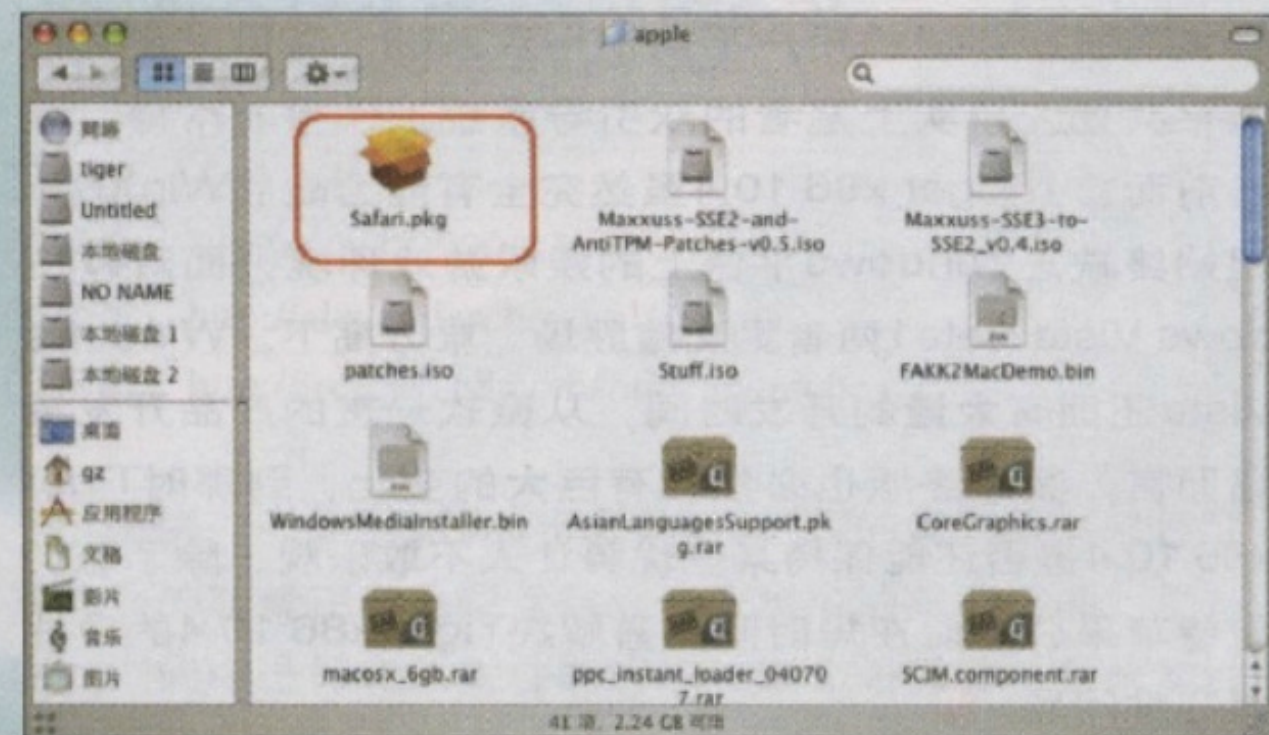 apple
网络
tiger
Untitled
本地磁盘
NO NAME
本地磁盘 1
本地磁盘 2
桌面
gz
应用程序
文稿
影片
音乐
图片
Safari.pkg
Maxxuss-SSE2-and-
AntiTPM-Patches-v0.5.iso
Maxxuss-SSE3-to-
SSE2_v0.4.iso
patches.iso
Stuff.iso
FAKK2MacDemo.bin
WindowsMediaInstaller.bin
AsianLanguagesSupport.pk
g.rar
CoreGraphics.rar
macosx_6gb.rar
ppc_instant_loader_04070
7.rar
SCIM.component.rar
41 项，2.24 GB 可用